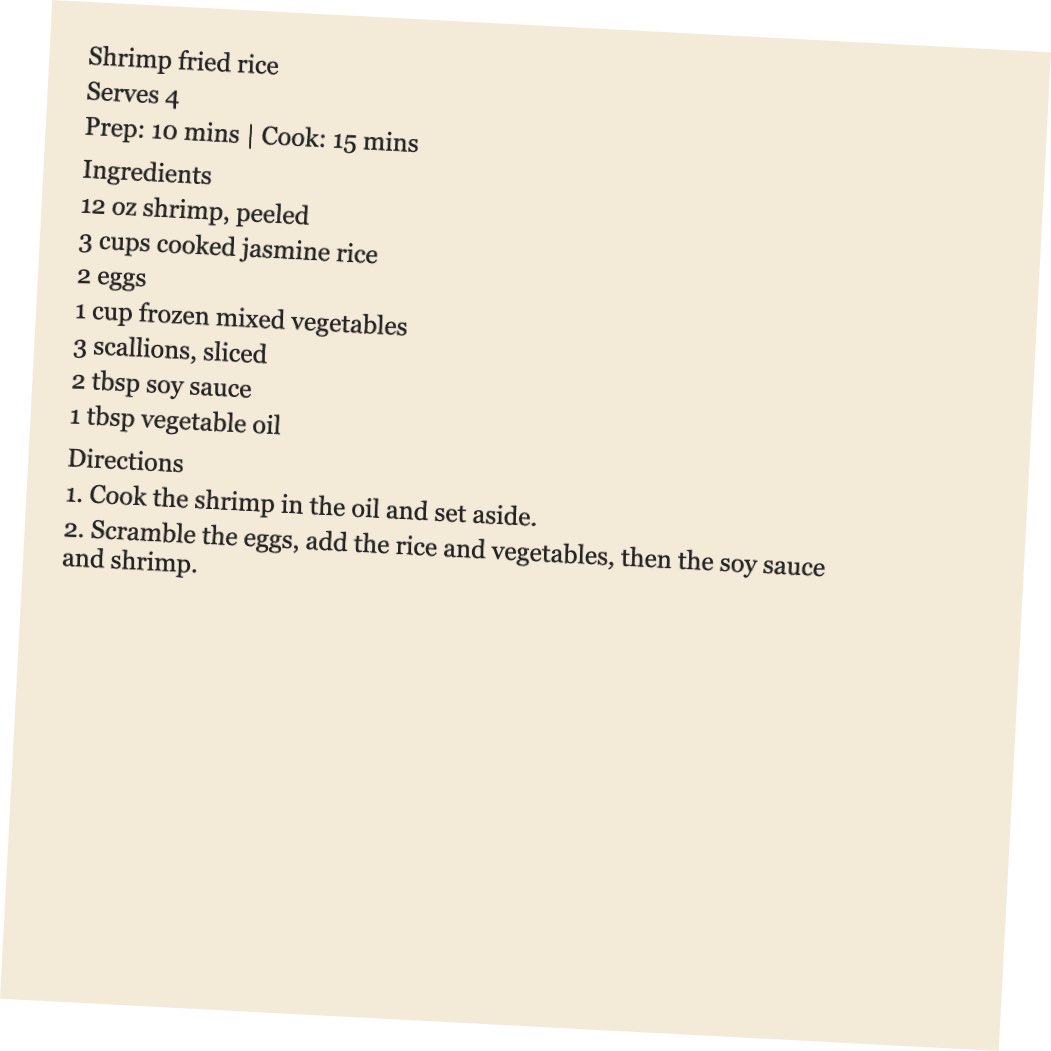 Shrimp fried rice
Serves 4
Prep: 10 mins | Cook: 15 mins
Ingredients
12 oz shrimp, peeled
3 cups cooked jasmine rice
2 eggs
1 cup frozen mixed vegetables
3 scallions, sliced
2 tbsp soy sauce
1 tbsp vegetable oil
Directions
1. Cook the shrimp in the oil and set aside.
2. Scramble the eggs, add the rice and vegetables, then the soy sauce
and shrimp.